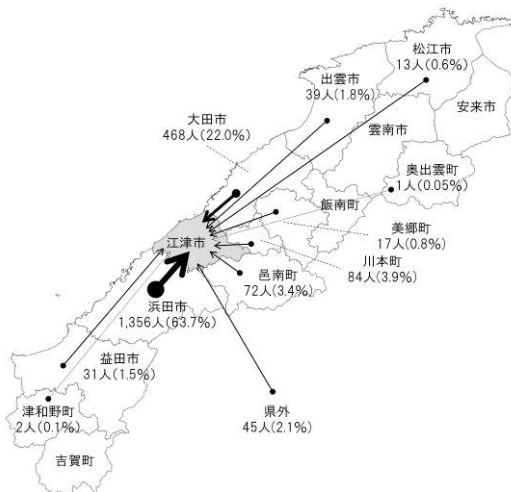 松江市
13人(0.6%)
出雲市
39人(1.8%)
安来市
大田市
468人(22.0%)
雲南市
奥出雲町
1人(0.05%)
飯南町
美郷町
17人(0.8%)
江津市
川本町
84人(3.9%)
邑南町
72人(3.4%)
浜田市
1,356人(63.7%)
益田市
31人(1.5%)
津和野町
2人(0.1%)
県外
45人(2.1%)
吉賀町